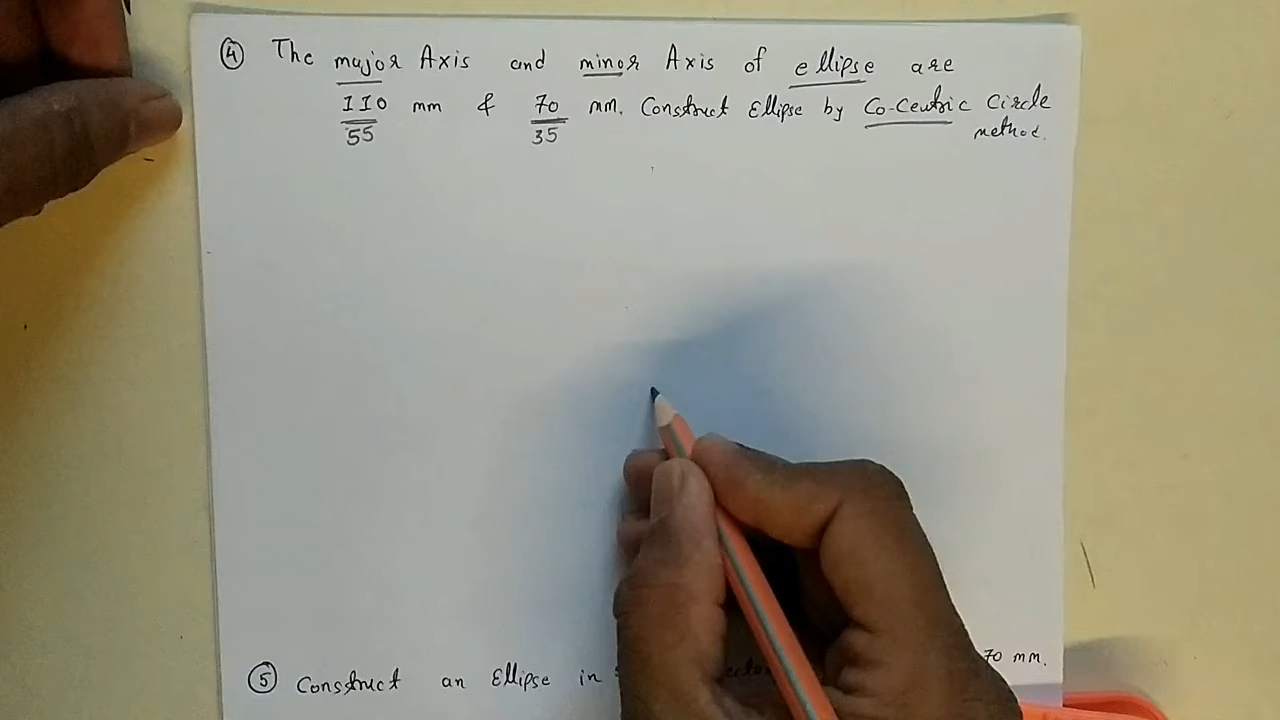 ④ The major Axis and minor Axis of ellipse are
110 mm & 70 mm. Construct Ellipse by Co-Centric Circle
55 35 method.
⑤ Construct an Ellipse in 70 mm.